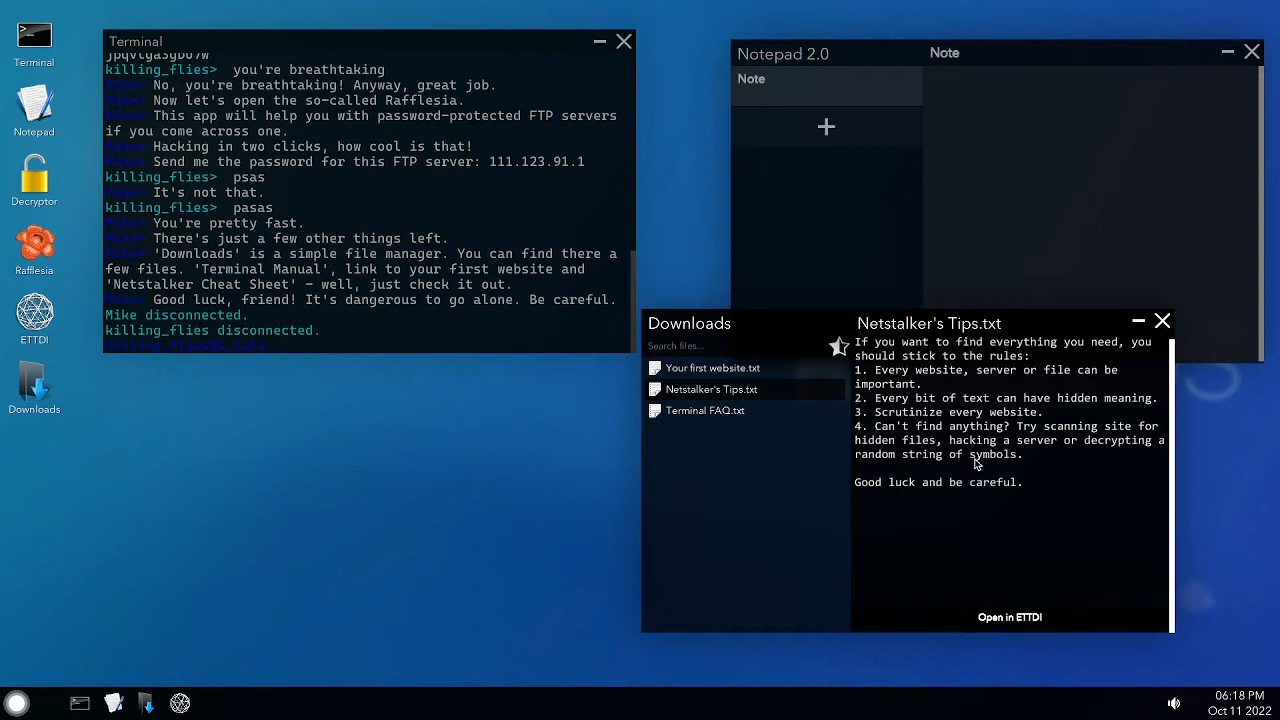 Terminal
Notepad
Decryptor
Rafflesia
ETTDI
Downloads
Terminal
killing_flies> you're breathtaking
Mike> No, you're breathtaking! Anyway, great job.
Mike> Now let's open the so-called Rafflesia.
Mike> This app will help you with password-protected FTP servers
if you come across one.
Mike> Hacking in two clicks, how cool is that!
Mike> Send me the password for this FTP server: 111.123.91.1
killing_flies> psas
Mike> It's not that.
killing_flies> pasas
Mike> You're pretty fast.
Mike> There's just a few other things left.
Mike> 'Downloads' is a simple file manager. You can find there a
few files. 'Terminal Manual', link to your first website and
'Netstalker Cheat Sheet' – well, just check it out.
Mike> Good luck, friend! It's dangerous to go alone. Be careful.
Mike disconnected.
killing_flies disconnected.
Notepad 2.0
Note
+
Note
Downloads
Search files...
Your first website.txt
Netstalker's Tips.txt
Terminal FAQ.txt
Netstalker's Tips.txt
If you want to find everything you need, you
should stick to the rules:
1. Every website, server or file can be
important.
2. Every bit of text can have hidden meaning.
3. Scrutinize every website.
4. Can't find anything? Try scanning site for
hidden files, hacking a server or decrypting a
random string of symbols.
Good luck and be careful.
Open in ETTDI
06:18 PM
Oct 11 2022